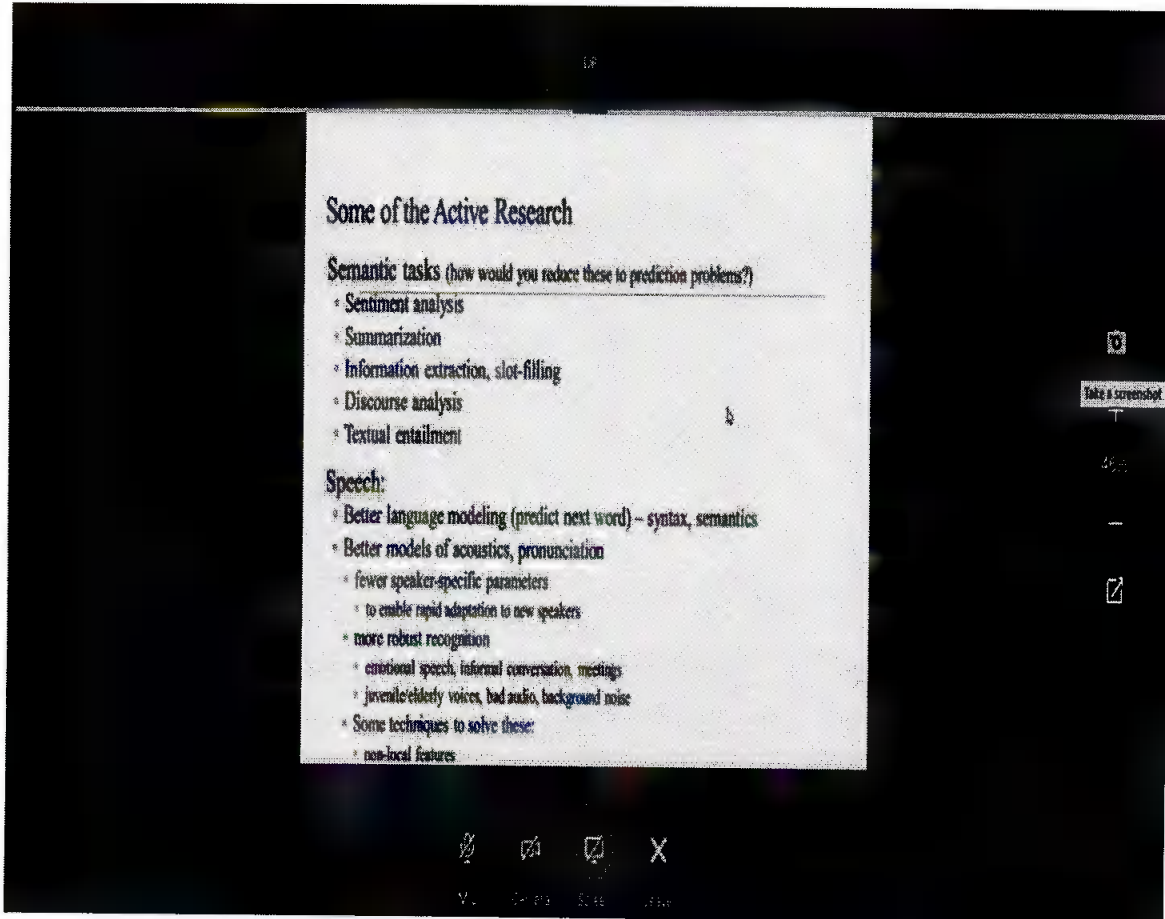 Some of the Active Research
Semantic tasks (how would you reduce these to prediction problems?)
• Sentiment analysis
• Summarization
• Information extraction, slot-filling
• Discourse analysis
• Textual entailment
Speech:
• Better language modeling (predict next word) – syntax, semantics
• Better models of acoustics, pronunciation
• fewer speaker-specific parameters
• to enable rapid adaptation to new speakers
• more robust recognition
• emotional speech, informal conversation, meetings
• juvenile/elderly voices, bad audio, background noise
• Some techniques to solve these:
• non-local features
Take a screenshot